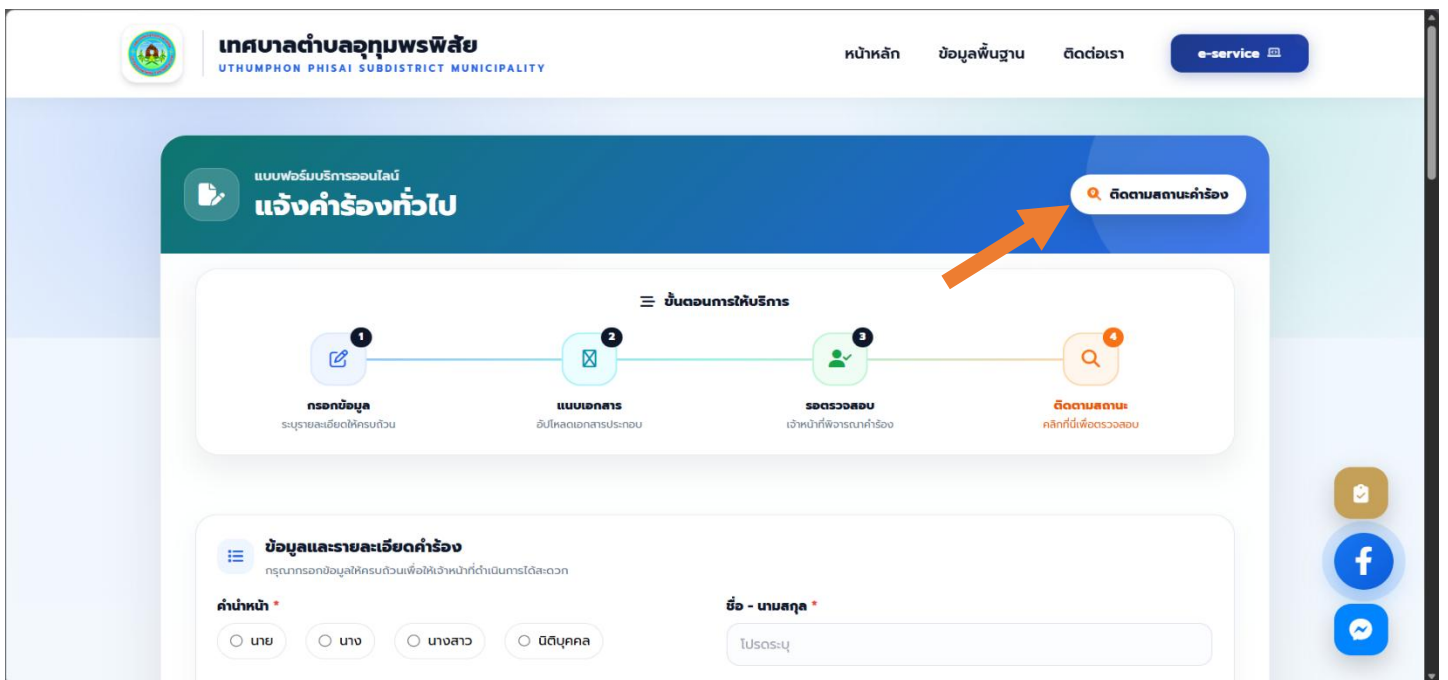 เทศบาลตำบลอุทุมพรพิสัย
UTHUMPHON PHISAI SUBDISTRICT MUNICIPALITY
หน้าหลัก ข้อมูลพื้นฐาน ติดต่อเรา e-service
แบบฟอร์มบริการออนไลน์
แจ้งคำร้องทั่วไป
ติดตามสถานะคำร้อง
ขั้นตอนการให้บริการ
1 2 3 4
กรอกข้อมูล แนบเอกสาร รอตรวจสอบ ติดตามสถานะ
ระบุรายละเอียดให้ครบถ้วน อัปโหลดเอกสารประกอบ เจ้าหน้าที่พิจารณาคำร้อง คลิกที่นี่เพื่อตรวจสอบ
ข้อมูลและรายละเอียดคำร้อง
กรุณากรอกข้อมูลให้ครบถ้วนเพื่อให้เจ้าหน้าที่ดำเนินการได้สะดวก
คำนำหน้า * ชื่อ - นามสกุล *
นาย นาง นางสาว นิติบุคคล โปรดระบุ